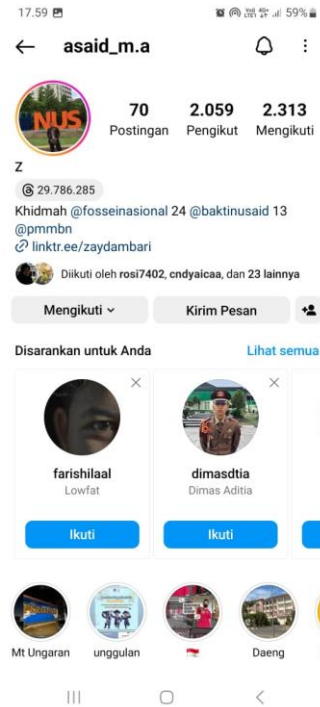 17.59
59%
asaid_m.a
NUS
70
2.059
2.313
Postingan
Pengikut
Mengikuti
Z
29.786.285
Khidmah @fosseinasional 24 @baktinusaid 13
@pmmbn
linktr.ee/zaydambari
Diikuti oleh rosi7402, cndyaicaa, dan 23 lainnya
Mengikuti
Kirim Pesan
Disarankan untuk Anda
Lihat semua
farishilaal
Lowfat
Ikuti
dimasdtia
Dimas Aditia
Ikuti
Mt Ungaran
unggulan
Daeng